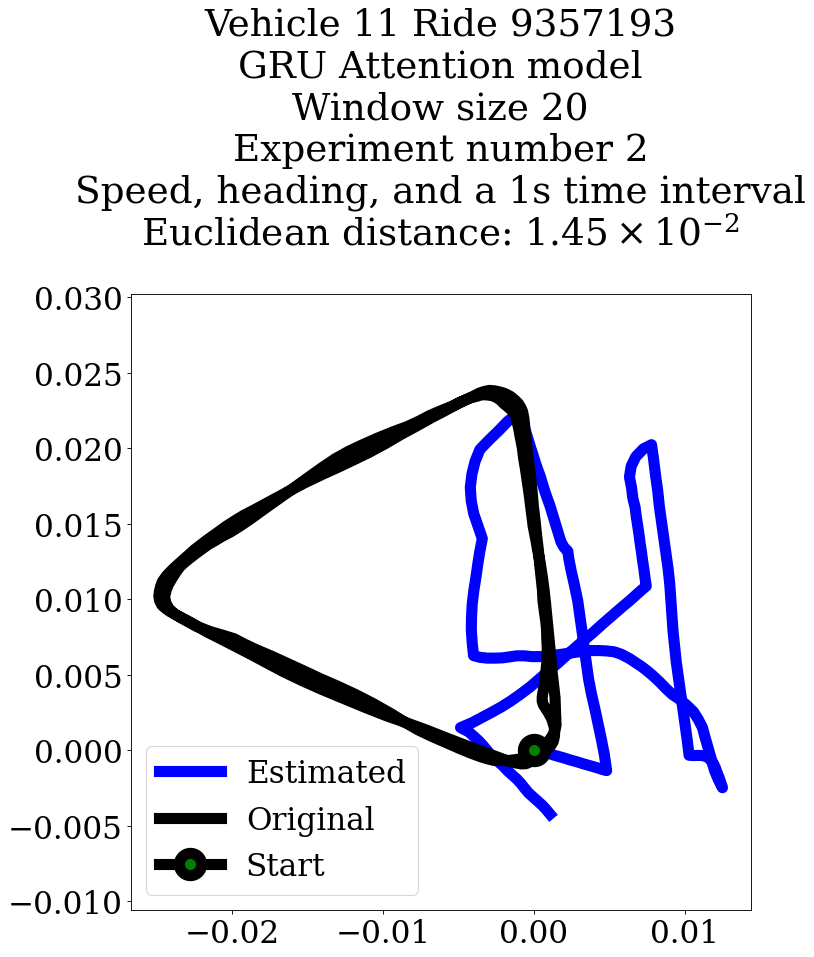 Vehicle 11 Ride 9357193
GRU Attention model
Window size 20
Experiment number 2
Speed, heading, and a 1s time interval
Euclidean distance: 1.45 × 10⁻²
0.030
0.025
0.020
0.015
0.010
0.005
0.000
−0.005
−0.010
Estimated
Original
Start
−0.02
−0.01
0.00
0.01